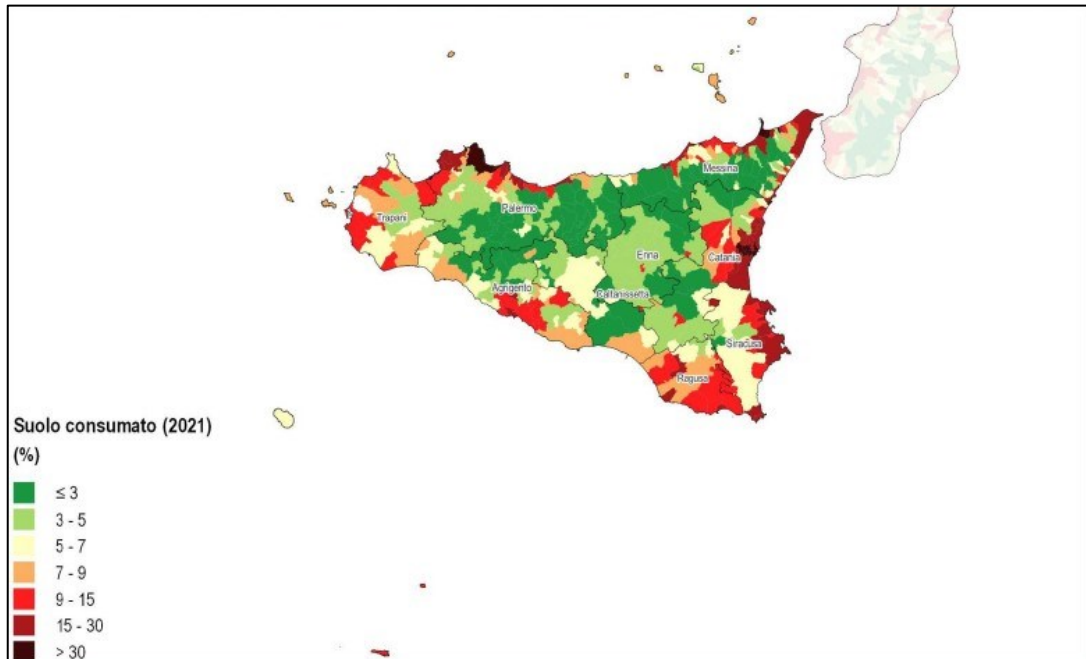 Messina
Palermo
Trapani
Enna
Catania
Agrigento
Caltanissetta
Siracusa
Ragusa
Suolo consumato (2021)
(%)
≤ 3
3 - 5
5 - 7
7 - 9
9 - 15
15 - 30
> 30